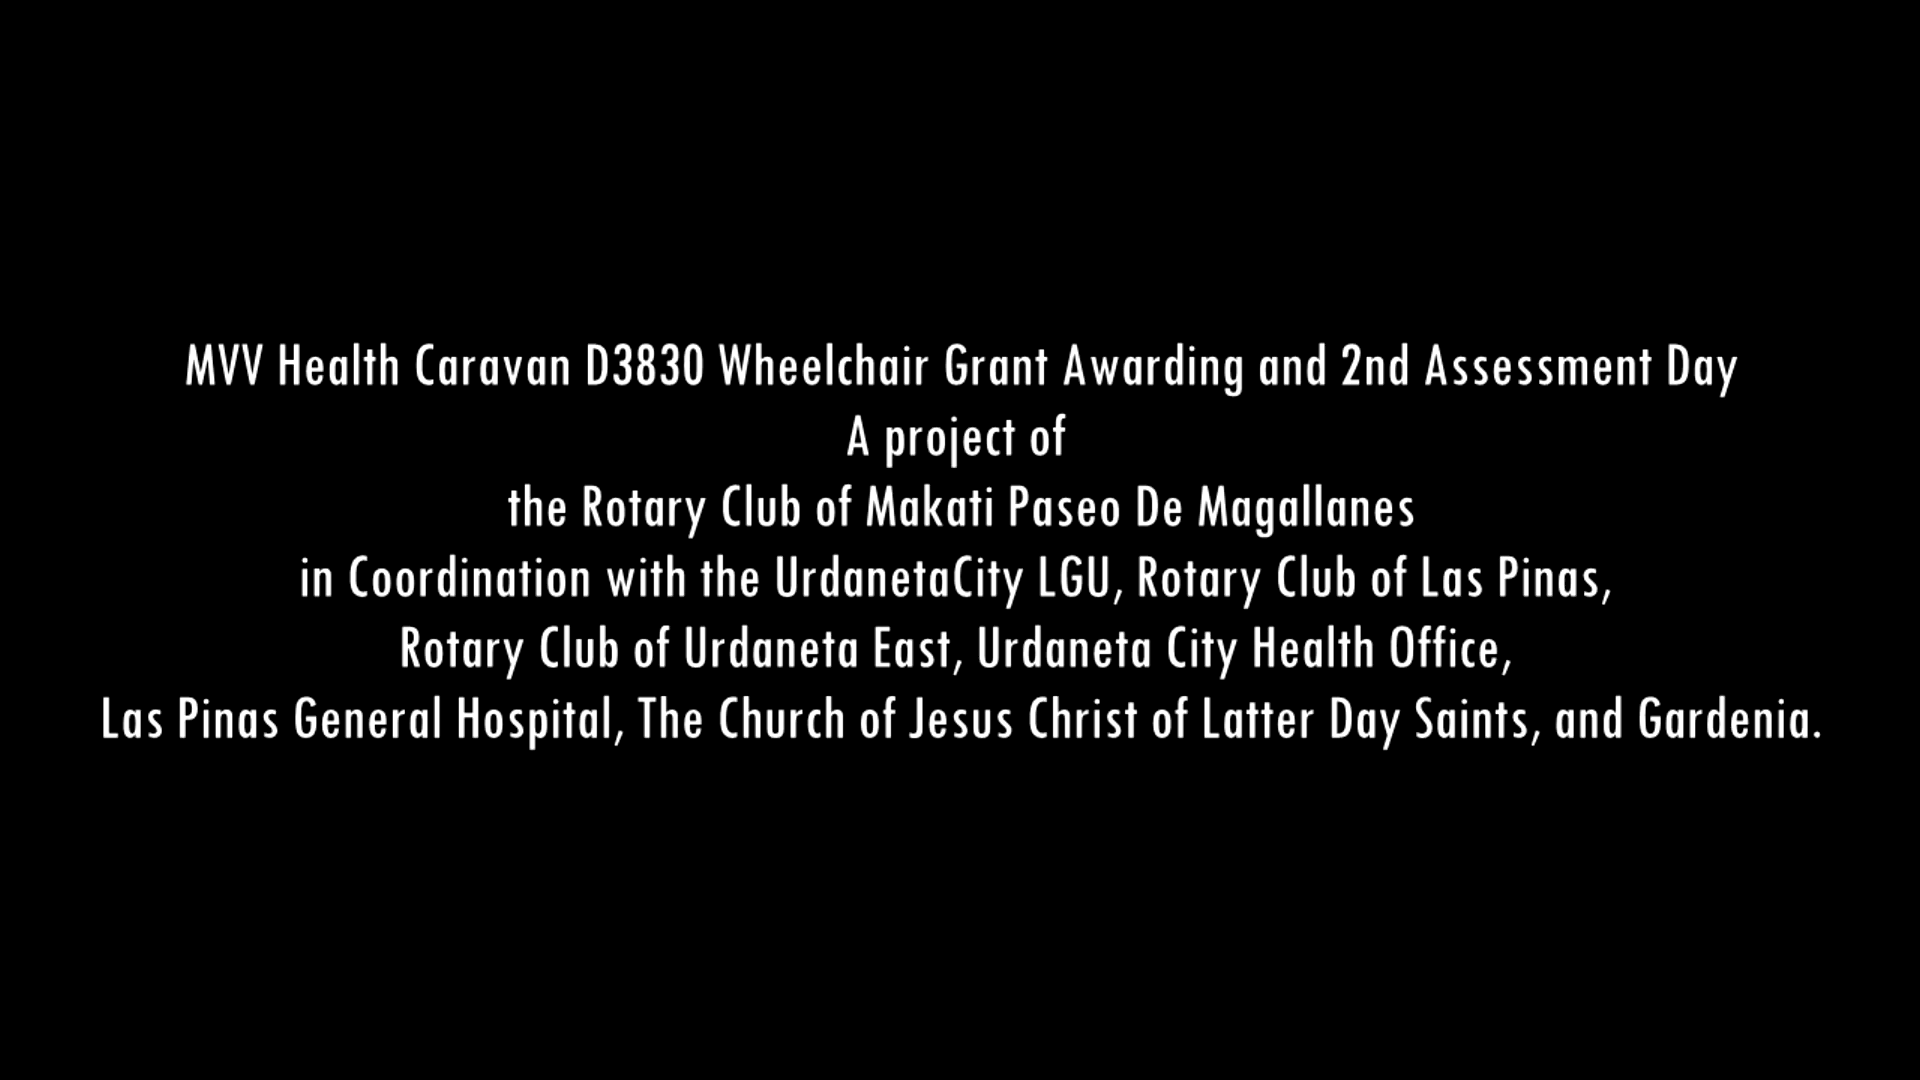 MVV Health Caravan D3830 Wheelchair Grant Awarding and 2nd Assessment Day
A project of
the Rotary Club of Makati Paseo De Magallanes
in Coordination with the UrdanetaCity LGU, Rotary Club of Las Pinas,
Rotary Club of Urdaneta East, Urdaneta City Health Office,
Las Pinas General Hospital, The Church of Jesus Christ of Latter Day Saints, and Gardenia.